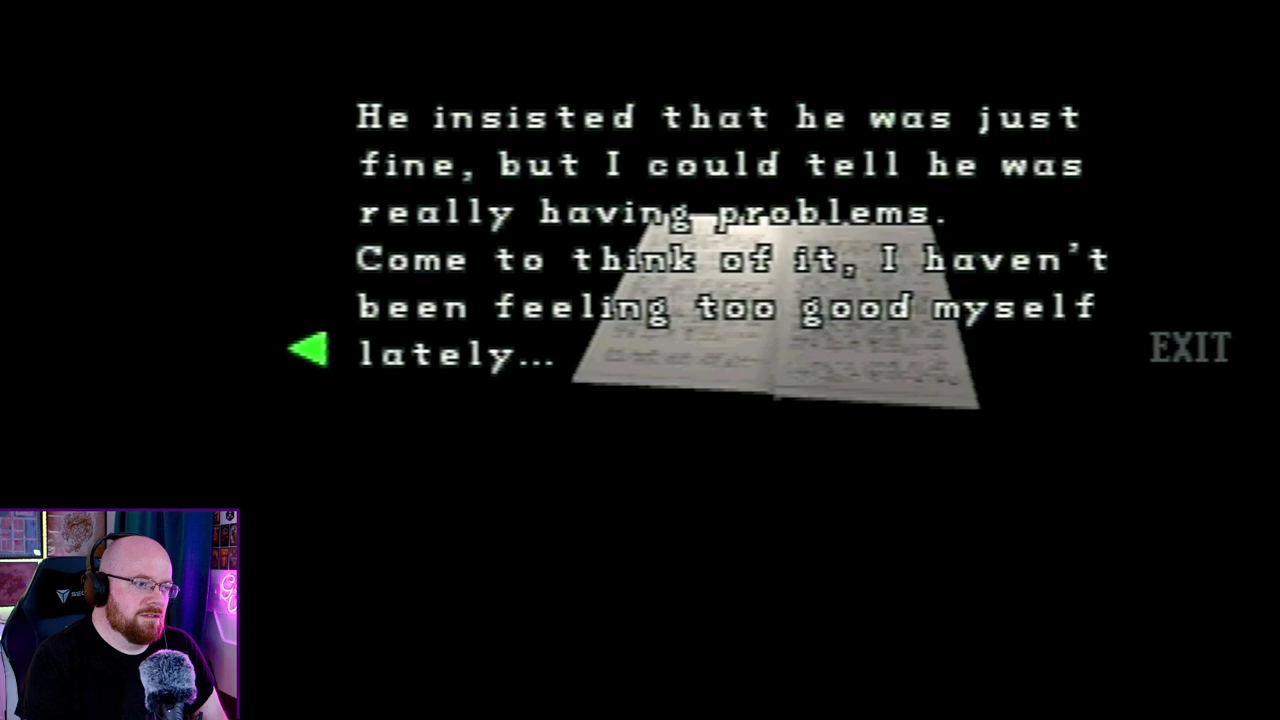 He insisted that he was just
fine, but I could tell he was
really having problems.
Come to think of it, I haven't
been feeling too good myself
lately...
EXIT